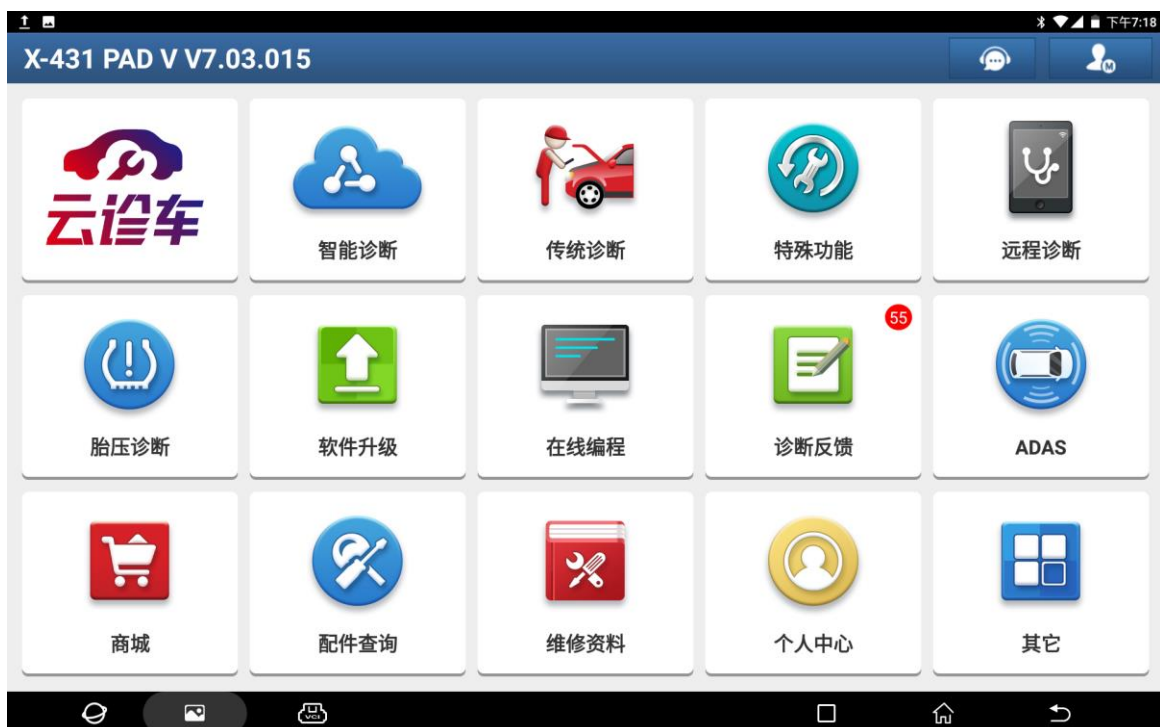 下午7:18
X-431 PAD V V7.03.015
M
云诊车
智能诊断
传统诊断
特殊功能
远程诊断
55
胎压诊断
软件升级
在线编程
诊断反馈
ADAS
商城
配件查询
维修资料
个人中心
其它
VCI